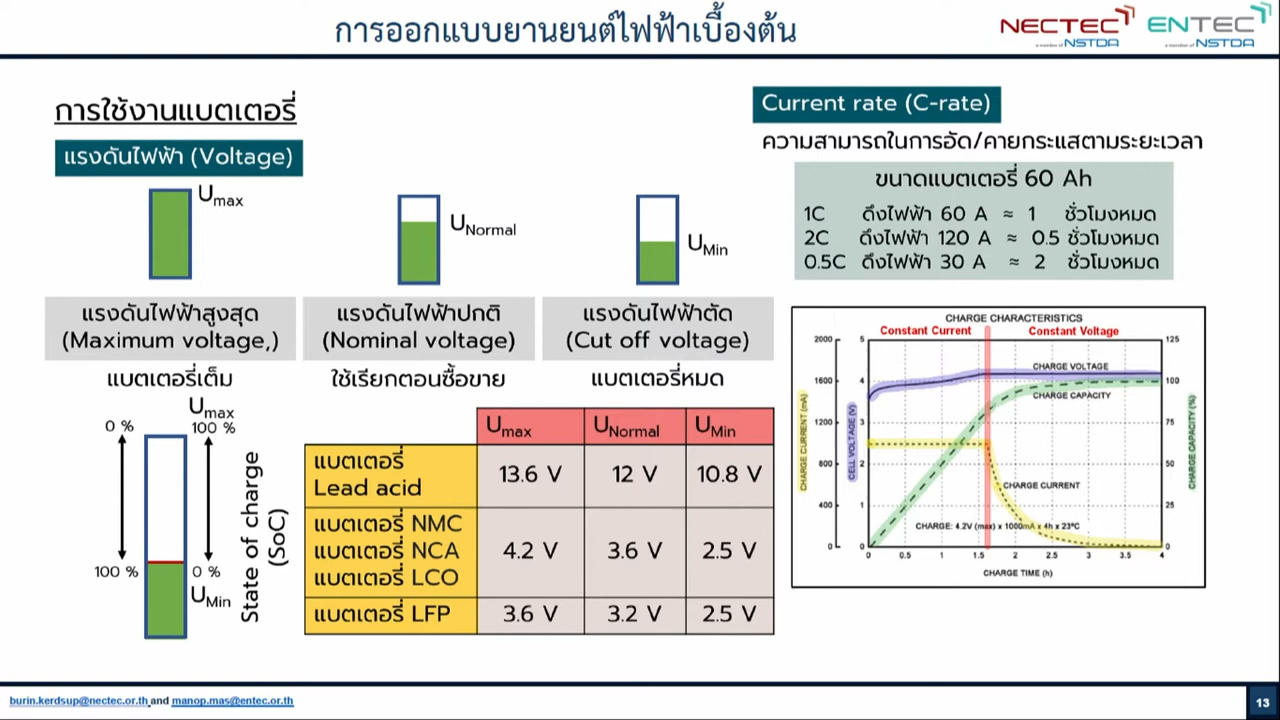 การออกแบบยานยนต์ไฟฟ้าเบื้องต้น
NECTEC
a member of NSTDA
ENTEC
a member of NSTDA
การใช้งานแบตเตอรี่
แรงดันไฟฟ้า (Voltage)
Umax
UNormal
UMin
แรงดันไฟฟ้าสูงสุด
(Maximum voltage,)
แรงดันไฟฟ้าปกติ
(Nominal voltage)
แรงดันไฟฟ้าตัด
(Cut off voltage)
แบตเตอรี่เต็ม
ใช้เรียกตอนซื้อขาย
แบตเตอรี่หมด
Umax
0 %
100 %
100 %
0 %
UMin
State of charge
(SoC)
Umax UNormal UMin
แบตเตอรี่
Lead acid
13.6 V 12 V 10.8 V
แบตเตอรี่ NMC
แบตเตอรี่ NCA
แบตเตอรี่ LCO
4.2 V 3.6 V 2.5 V
แบตเตอรี่ LFP 3.6 V 3.2 V 2.5 V
Current rate (C-rate)
ความสามารถในการอัด/คายกระแสตามระยะเวลา
ขนาดแบตเตอรี่ 60 Ah
1C ดึงไฟฟ้า 60 A ≈ 1 ชั่วโมงหมด
2C ดึงไฟฟ้า 120 A ≈ 0.5 ชั่วโมงหมด
0.5C ดึงไฟฟ้า 30 A ≈ 2 ชั่วโมงหมด
CHARGE CHARACTERISTICS
Constant Current
Constant Voltage
2000 5 125
CHARGE VOLTAGE
1600 4 100
CHARGE CAPACITY
1200 3 75
800 2 50
CHARGE CURRENT
400 1 25
CHARGE: 4.2V (max) x 1000mA x 4h x 23ºC
0 0 0
CHARGE CURRENT (mA)
CELL VOLTAGE (V)
CHARGE CAPACITY (%)
0 0.5 1 1.5 2 2.5 3 3.5 4
CHARGE TIME (h)
burin.kerdsup@nectec.or.th and manop.mas@entec.or.th
13